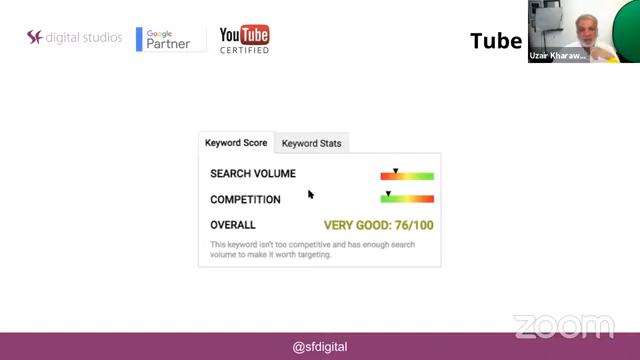 SF digital studios
Google
Partner
YouTube
CERTIFIED
Tube
Uzair Kharaw...
Keyword Score
Keyword Stats
SEARCH VOLUME
COMPETITION
OVERALL
VERY GOOD: 76/100
This keyword isn't too competitive and has enough search
volume to make it worth targeting.
zoom
@sfdigital